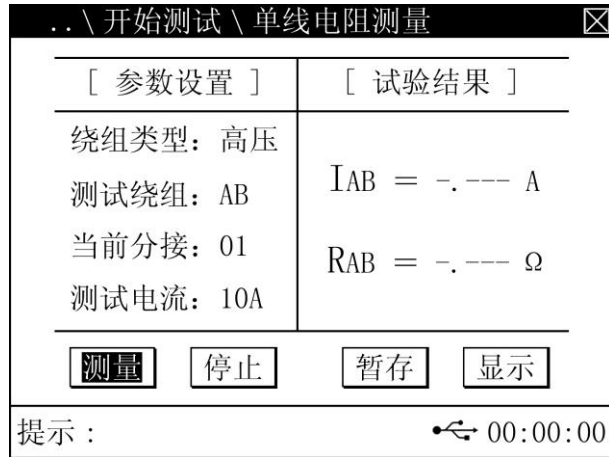 ..\开始测试\单线电阻测量
[ 参数设置 ]
[ 试验结果 ]
绕组类型: 高压
测试绕组: AB
当前分接: 01
测试电流: 10A
IAB = -.--- A
RAB = -.--- Ω
测量 停止 暂存 显示
提示: 00:00:00